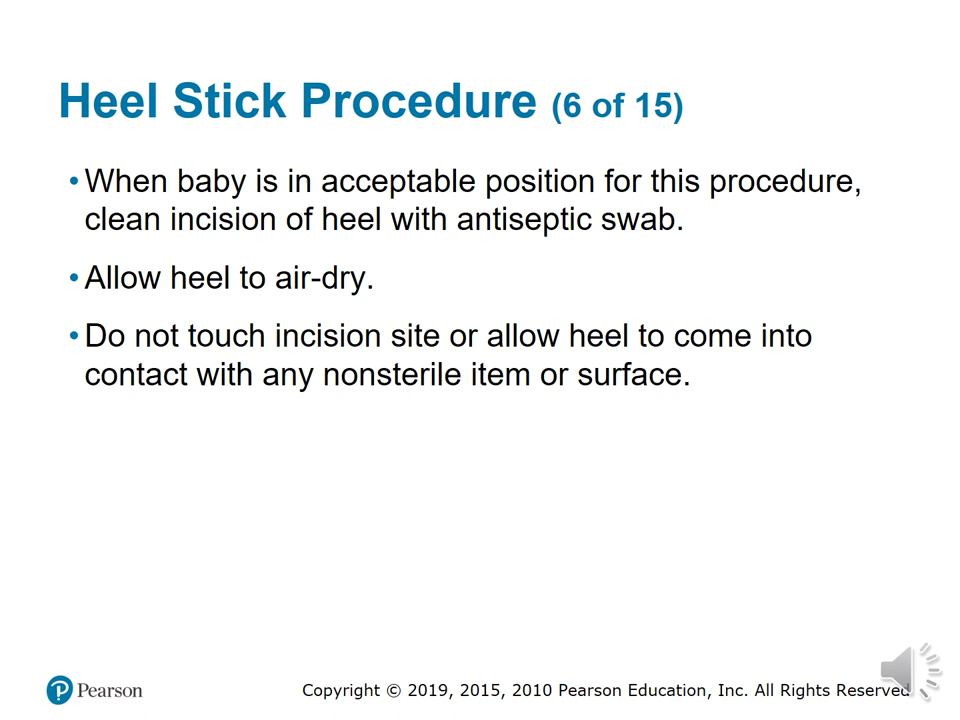 Heel Stick Procedure (6 of 15)
• When baby is in acceptable position for this procedure,
clean incision of heel with antiseptic swab.
• Allow heel to air-dry.
• Do not touch incision site or allow heel to come into
contact with any nonsterile item or surface.
Pearson
Copyright © 2019, 2015, 2010 Pearson Education, Inc. All Rights Reserved